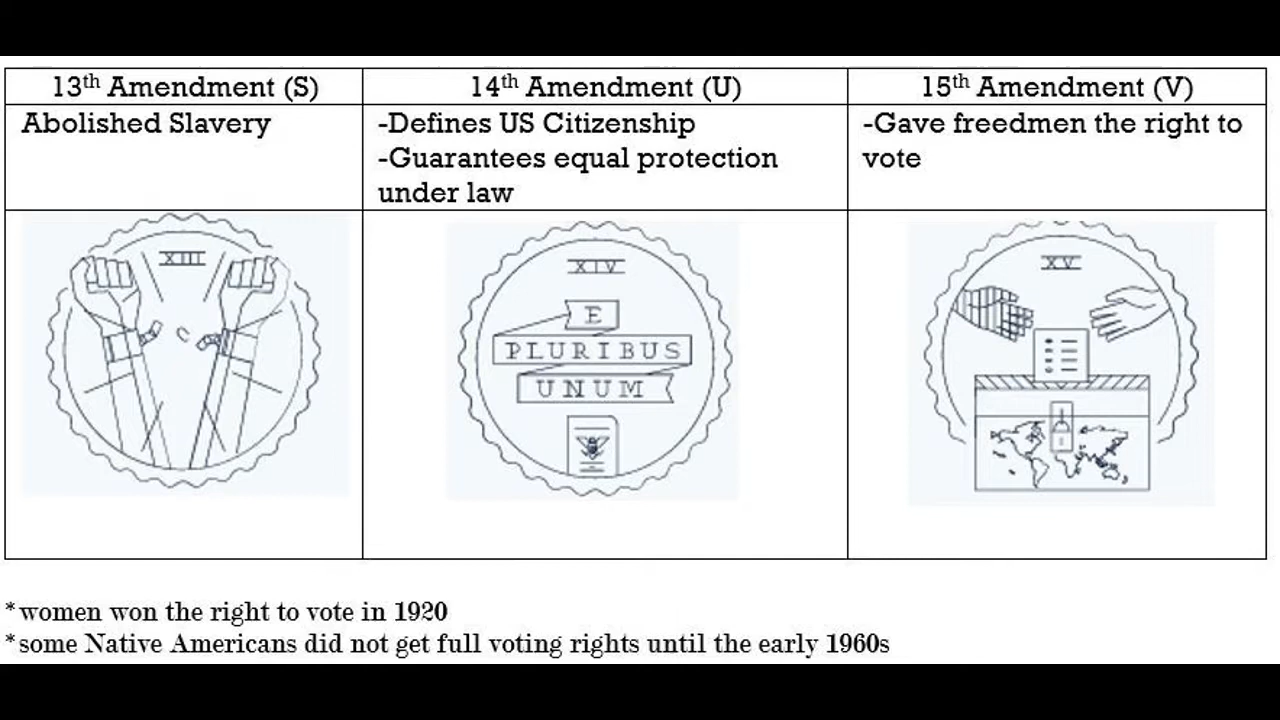 13th Amendment (S)
14th Amendment (U)
15th Amendment (V)
Abolished Slavery
-Defines US Citizenship
-Guarantees equal protection
under law
-Gave freedmen the right to
vote
XIII
XIV
E
PLURIBUS
UNUM
XV
*women won the right to vote in 1920
*some Native Americans did not get full voting rights until the early 1960s